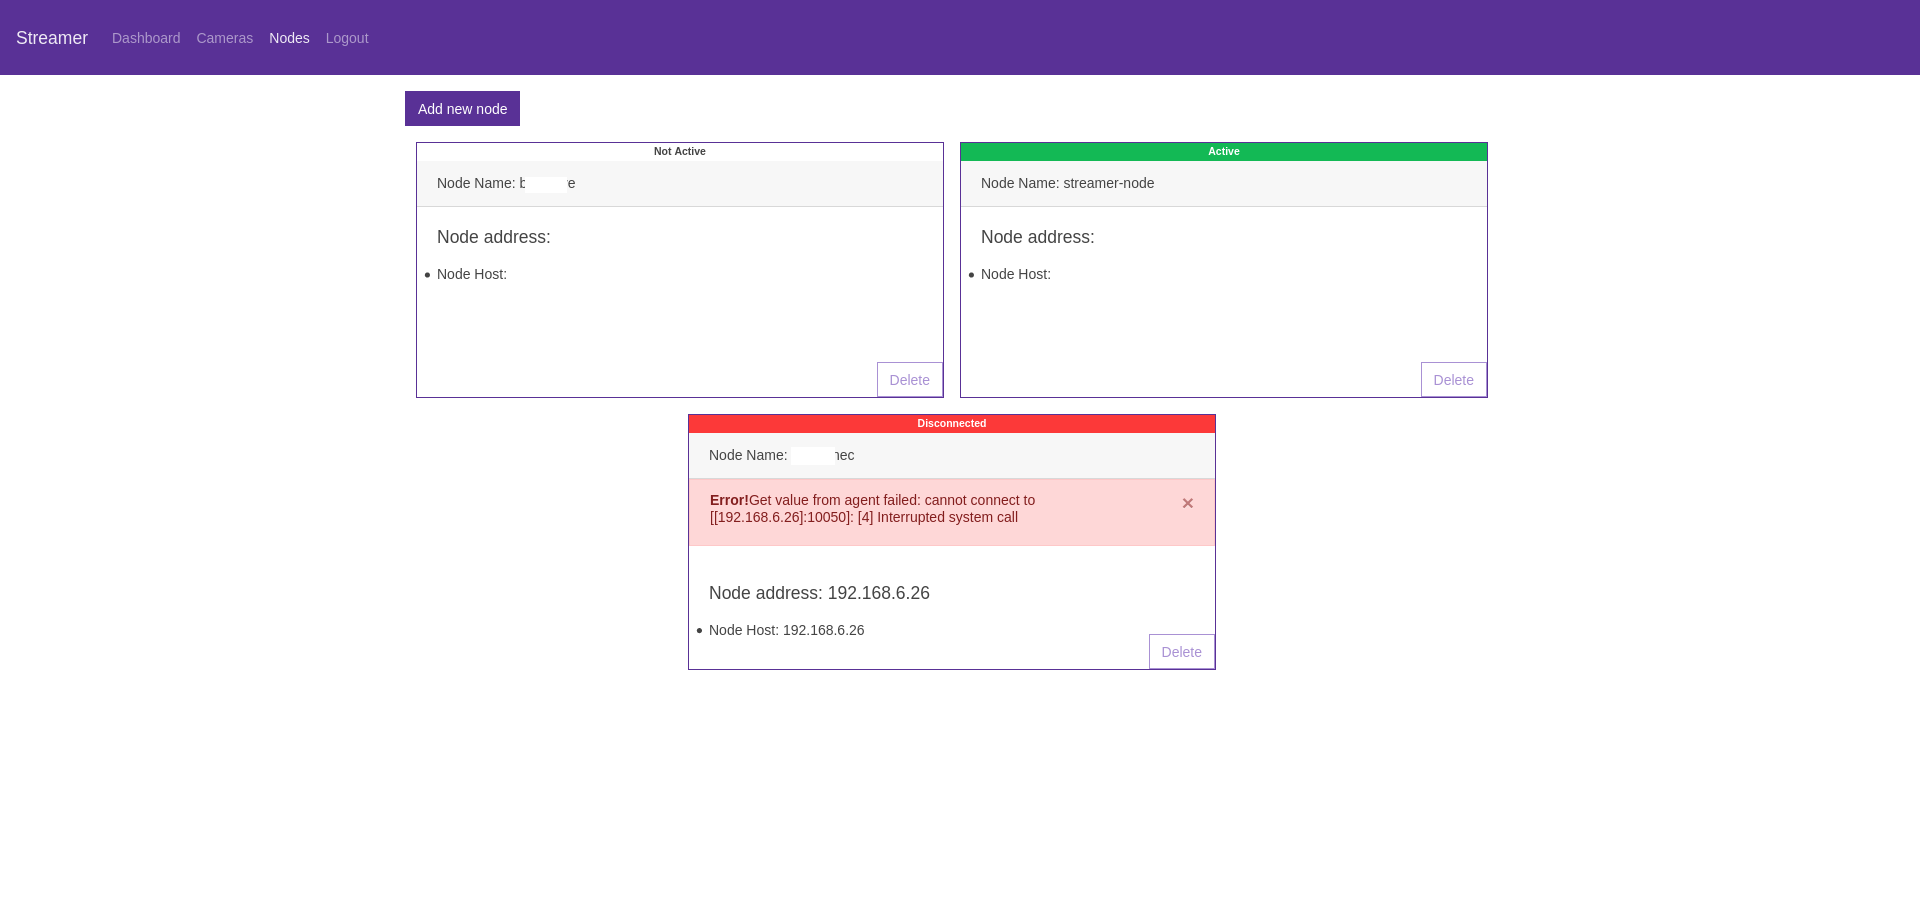 Streamer Dashboard Cameras Nodes Logout
Add new node
Not Active
Node Name:
Node address:
Node Host:
Delete
Active
Node Name: streamer-node
Node address:
Node Host:
Delete
Disconnected
Node Name:
Error!Get value from agent failed: cannot connect to
[[192.168.6.26]:10050]: [4] Interrupted system call
×
Node address: 192.168.6.26
Node Host: 192.168.6.26
Delete